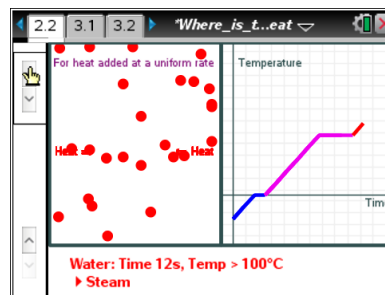 2.2 3.1 3.2 *Where_is_t...eat
For heat added at a uniform rate
Temperature
Heat
Heat
Time
Water: Time 12s, Temp > 100°C
Steam